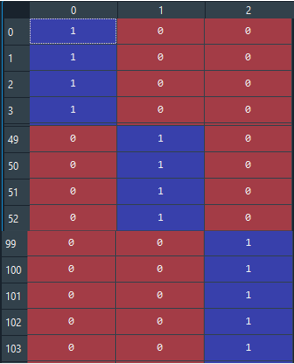 0 1 2
0 1 0 0
1 1 0 0
2 1 0 0
3 1 0 0
49 0 1 0
50 0 1 0
51 0 1 0
52 0 1 0
99 0 0 1
100 0 0 1
101 0 0 1
102 0 0 1
103 0 0 1